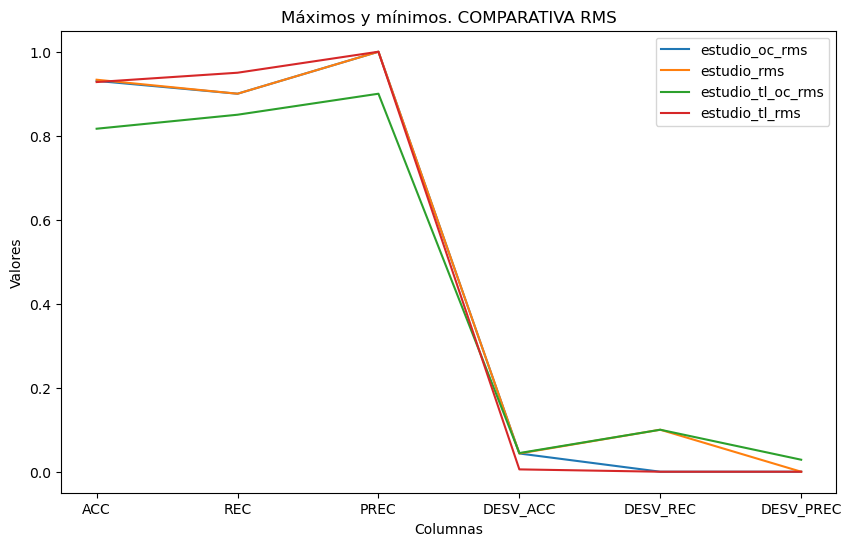 Máximos y mínimos. COMPARATIVA RMS
estudio_oc_rms
estudio_rms
estudio_tl_oc_rms
estudio_tl_rms
Valores
1.0
0.8
0.6
0.4
0.2
0.0
ACC REC PREC DESV_ACC DESV_REC DESV_PREC
Columnas